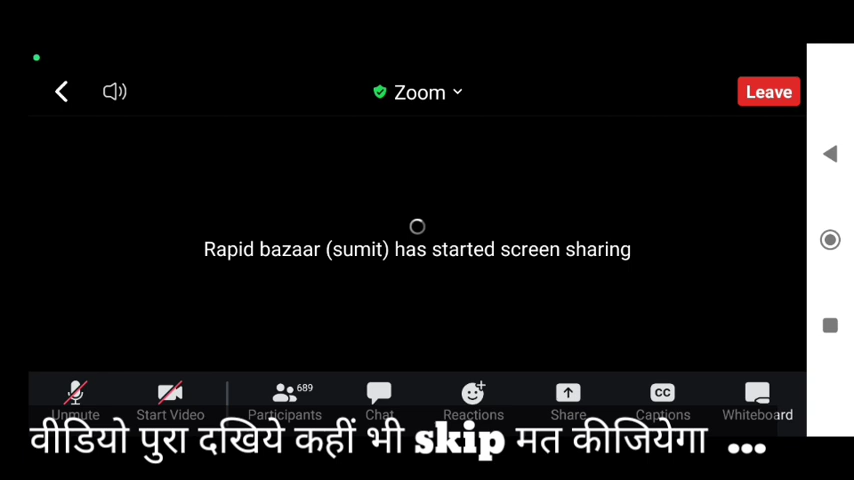 Zoom
Leave
Rapid bazaar (sumit) has started screen sharing
689
CC
Unmute Start Video Participants Chat Reactions Share Captions Whiteboard
वीडियो पुरा दखिये कहीं भी skip मत कीजियेगा ...